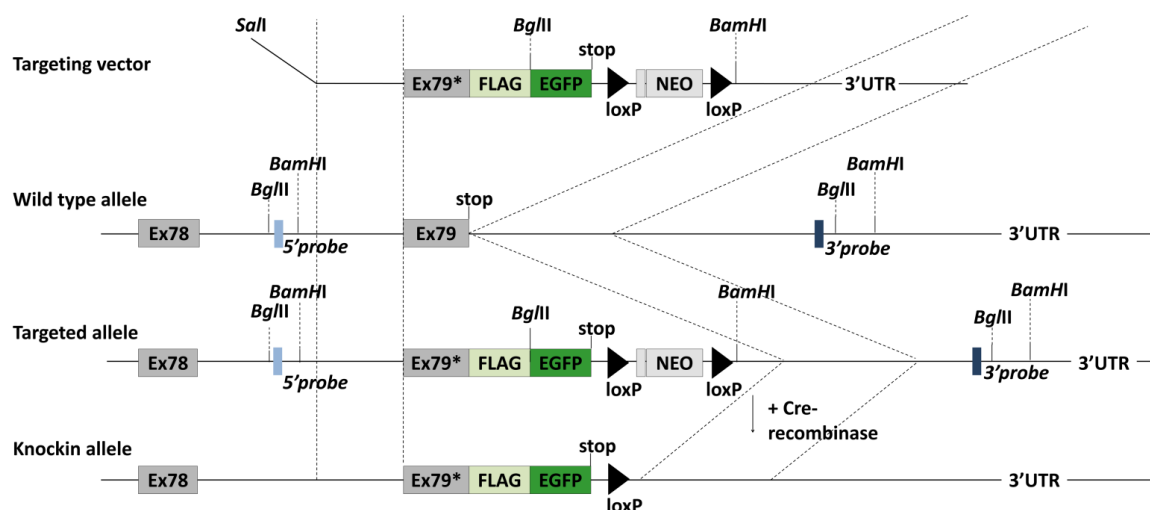 SalI
BglII
BamHI
stop
Targeting vector
Ex79* FLAG EGFP NEO 3'UTR
loxP loxP
BamHI BamHI
BglII BglII
Wild type allele stop
Ex78 Ex79 3'UTR
5'probe 3'probe
BamHI BamHI BamHI
BglII BglII BglII
Targeted allele stop
Ex78 Ex79* FLAG EGFP NEO 3'UTR
5'probe loxP loxP 3'probe
+ Cre-
recombinase
Knockin allele stop
Ex78 Ex79* FLAG EGFP 3'UTR
loxP